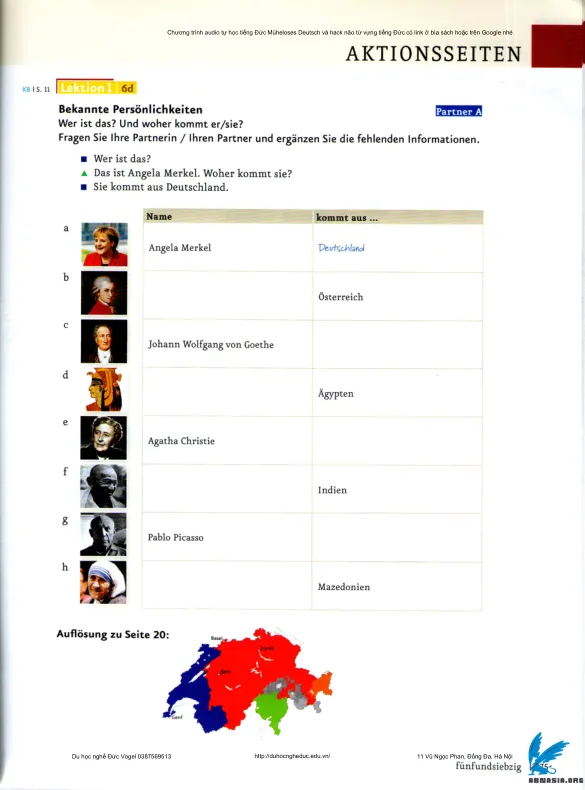 Chương trình audio tự học tiếng Đức Müheloses Deutsch và hack não từ vựng tiếng Đức có link ở bìa sách hoặc trên Google nhé
AKTIONSSEITEN
KB I S. 11 Lektion 1 6d
Bekannte Persönlichkeiten Partner A
Wer ist das? Und woher kommt er/sie?
Fragen Sie Ihre Partnerin / Ihren Partner und ergänzen Sie die fehlenden Informationen.
■ Wer ist das?
▲ Das ist Angela Merkel. Woher kommt sie?
■ Sie kommt aus Deutschland.
Name kommt aus ...
a Angela Merkel Deutschland
b Österreich
c Johann Wolfgang von Goethe
d Ägypten
e Agatha Christie
f Indien
g Pablo Picasso
h Mazedonien
Auflösung zu Seite 20:
Basel
Zürich
Bern
Genf
Du học nghề Đức Vogel 0387569513 http://duhocngheduc.edu.vn/ 11 Vũ Ngọc Phan, Đống Đa, Hà Nội
fünfundsiebzig
ABMASIA.ORG